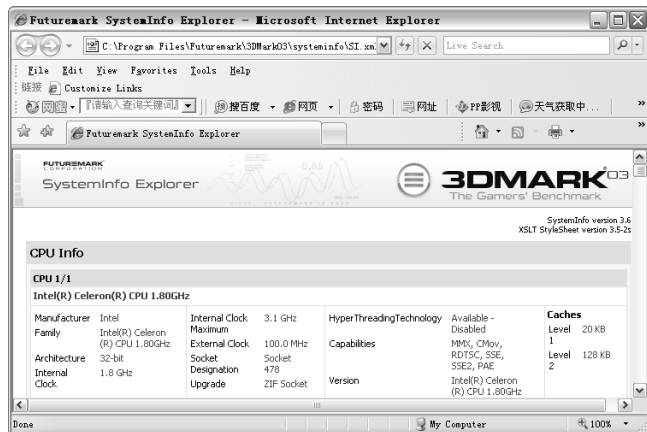 Futuremark SystemInfo Explorer - Microsoft Internet Explorer
C:\Program Files\Futuremark\3DMark03\systeminfo\SI.xm
Live Search
File Edit View Favorites Tools Help
链接 Customize Links
『请输入查询关键词』 搜百度 网页 密码 网址 PP影视 天气获取中...
Futuremark SystemInfo Explorer
FUTUREMARK CORPORATION
SystemInfo Explorer
0,65
3DMARK03
The Gamers' Benchmark
SystemInfo version 3.6
XSLT StyleSheet version 3.5-2s
CPU Info
CPU 1/1
Intel(R) Celeron(R) CPU 1.80GHz
Manufacturer Intel
Family Intel(R) Celeron (R) CPU 1.80GHz
Architecture 32-bit
Internal Clock 1.8 GHz
Internal Clock Maximum 3.1 GHz
External Clock 100.0 MHz
Socket Designation Socket 478
Upgrade ZIF Socket
HyperThreadingTechnology Available - Disabled
Capabilities MMX, CMov, RDTSC, SSE, SSE2, PAE
Version Intel(R) Celeron (R) CPU 1.80GHz
Caches
Level 1 20 KB
Level 2 128 KB
Done
My Computer
100%